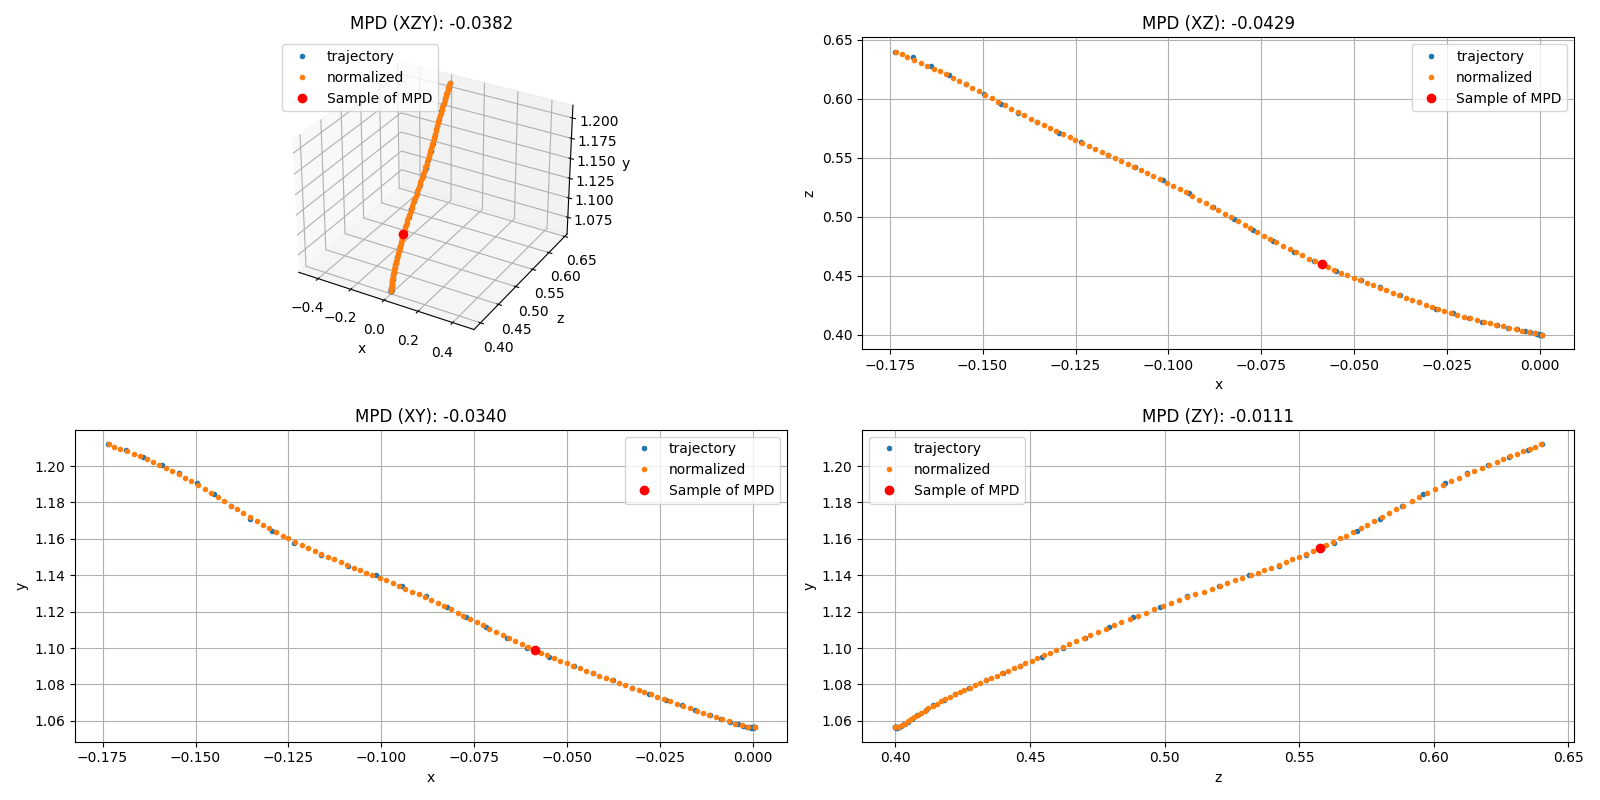 MPD (XZY): -0.0382
trajectory
normalized
Sample of MPD
1.200
1.175
1.150
1.125
1.100
1.075
y
0.65
0.60
0.55
0.50
0.45
0.40
z
−0.4
−0.2
0.0
0.2
0.4
x
MPD (XZ): -0.0429
trajectory
normalized
Sample of MPD
0.65
0.60
0.55
0.50
0.45
0.40
z
−0.175
−0.150
−0.125
−0.100
−0.075
−0.050
−0.025
0.000
x
MPD (XY): -0.0340
trajectory
normalized
Sample of MPD
1.20
1.18
1.16
1.14
1.12
1.10
1.08
1.06
y
−0.175
−0.150
−0.125
−0.100
−0.075
−0.050
−0.025
0.000
x
MPD (ZY): -0.0111
trajectory
normalized
Sample of MPD
1.20
1.18
1.16
1.14
1.12
1.10
1.08
1.06
y
0.40
0.45
0.50
0.55
0.60
0.65
z